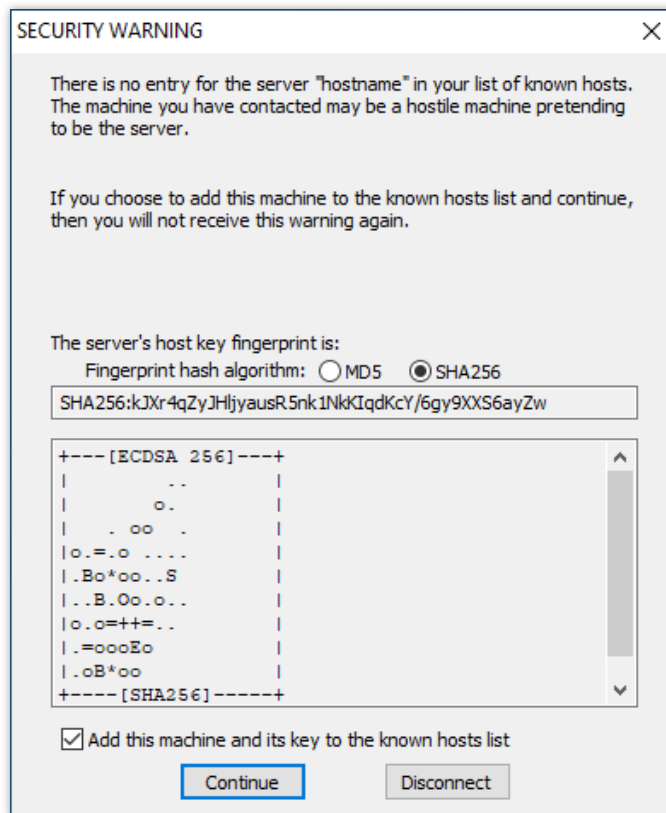 SECURITY WARNING
There is no entry for the server "hostname" in your list of known hosts.
The machine you have contacted may be a hostile machine pretending
to be the server.
If you choose to add this machine to the known hosts list and continue,
then you will not receive this warning again.
The server's host key fingerprint is:
Fingerprint hash algorithm: MD5 SHA256
SHA256:kJXr4qZyJHljyausR5nk1NkKIqdKcY/6gy9XXS6ayZw
+---[ECDSA 256]---+
|        ..       |
|       o.        |
|   . oo  .       |
|o.=.o ....       |
|.Bo*oo..S        |
|..B.Oo.o..       |
|o.o=++=..        |
|.=oooEo          |
|.oB*oo           |
+----[SHA256]-----+
Add this machine and its key to the known hosts list
Continue Disconnect